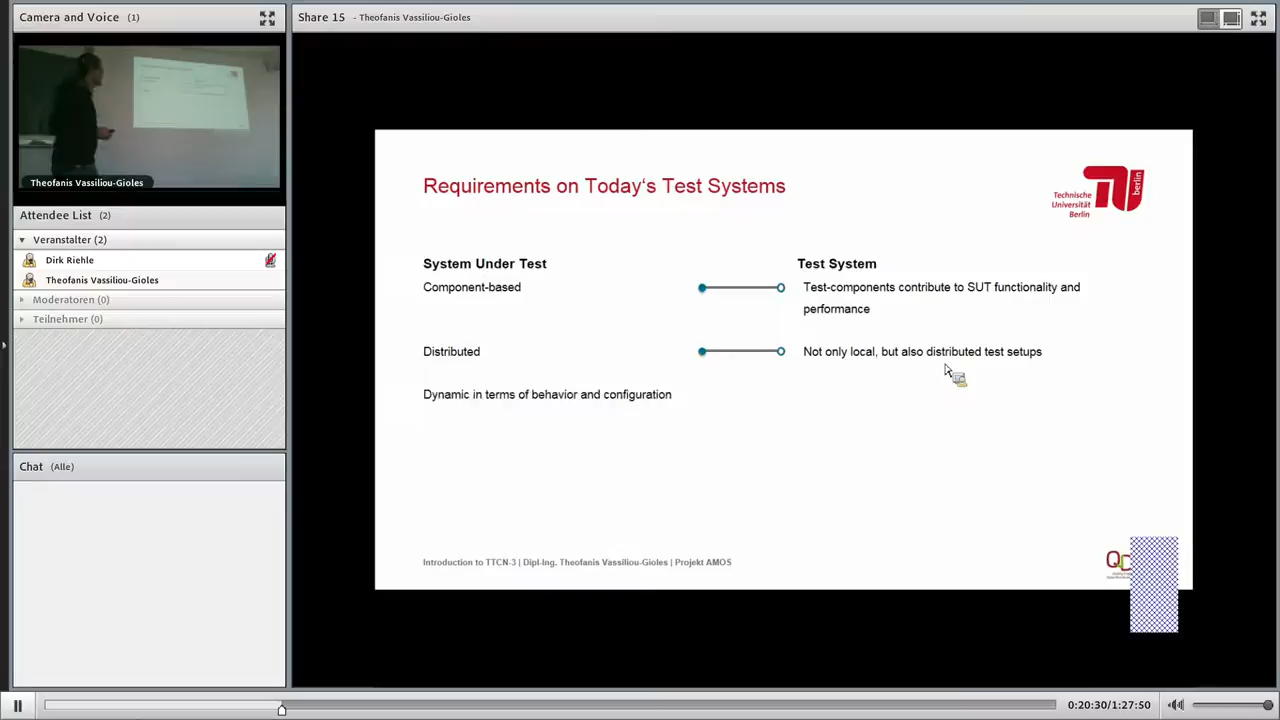 Camera and Voice (1)
Share 15 - Theofanis Vassiliou-Gioles
Theofanis Vassiliou-Gioles
Attendee List (2)
Veranstalter (2)
Dirk Riehle
Theofanis Vassiliou-Gioles
Moderatoren (0)
Teilnehmer (0)
Chat (Alle)
Requirements on Today‘s Test Systems
Technische
Universität
Berlin
berlin
System Under Test
Test System
Component-based
Test-components contribute to SUT functionality and
performance
Distributed
Not only local, but also distributed test setups
Dynamic in terms of behavior and configuration
Introduction to TTCN-3 | Dipl-Ing. Theofanis Vassiliou-Gioles | Projekt AMOS
0:20:30/1:27:50